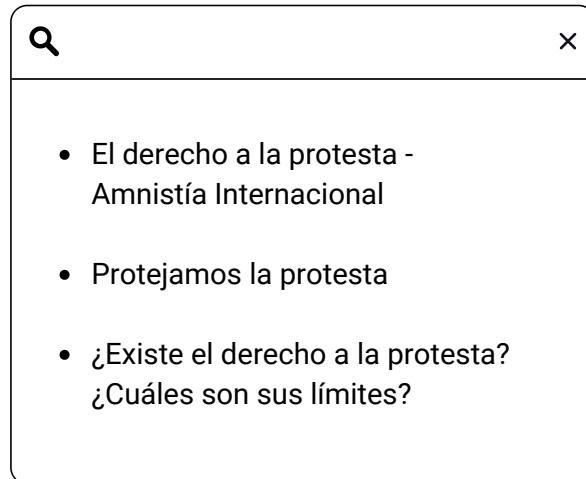 El derecho a la protesta -
Amnistía Internacional
Protejamos la protesta
¿Existe el derecho a la protesta?
¿Cuáles son sus límites?